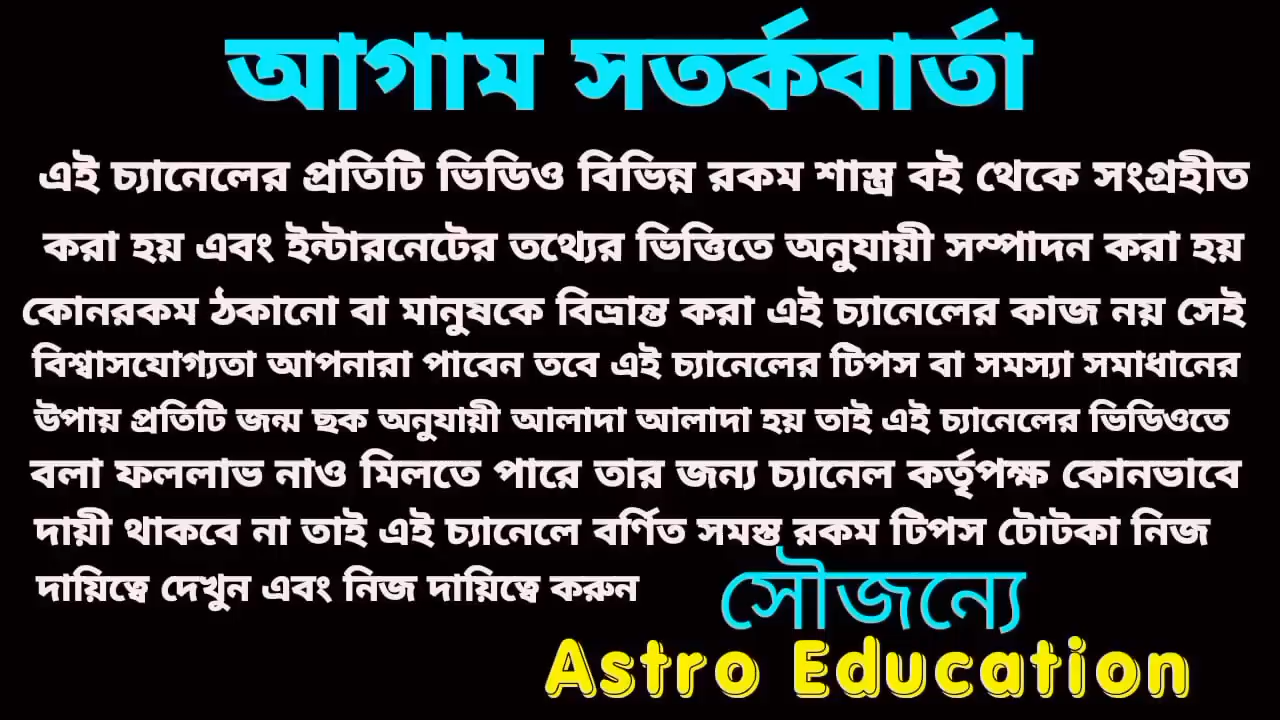 আগাম সতর্কবার্তা
এই চ্যানেলের প্রতিটি ভিডিও বিভিন্ন রকম শাস্ত্র বই থেকে সংগ্রহীত
করা হয় এবং ইন্টারনেটের তথ্যের ভিত্তিতে অনুযায়ী সম্পাদন করা হয়
কোনরকম ঠকানো বা মানুষকে বিভ্রান্ত করা এই চ্যানেলের কাজ নয় সেই
বিশ্বাসযোগ্যতা আপনারা পাবেন তবে এই চ্যানেলের টিপস বা সমস্যা সমাধানের
উপায় প্রতিটি জন্ম ছক অনুযায়ী আলাদা আলাদা হয় তাই এই চ্যানেলের ভিডিওতে
বলা ফললাভ নাও মিলতে পারে তার জন্য চ্যানেল কর্তৃপক্ষ কোনভাবে
দায়ী থাকবে না তাই এই চ্যানেলে বর্ণিত সমস্ত রকম টিপস টোটকা নিজ
দায়িত্বে দেখুন এবং নিজ দায়িত্বে করুন
সৌজন্যে
Astro Education